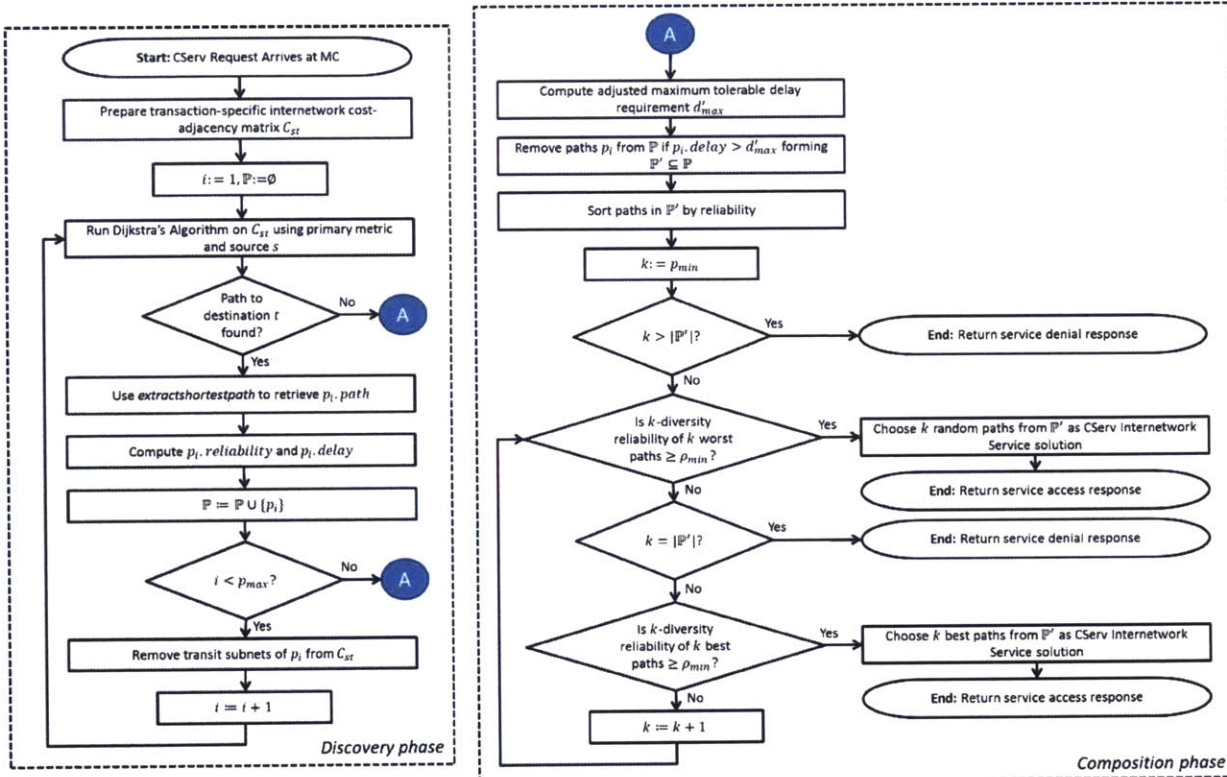 Start: CServ Request Arrives at MC
Prepare transaction-specific internetwork cost-
adjacency matrix C_st
i:= 1, ℙ:=∅
Run Dijkstra's Algorithm on C_st using primary metric
and source s
Path to
destination t
found?
No
A
Yes
Use extractshortestpath to retrieve p_i.path
Compute p_i.reliability and p_i.delay
ℙ ≔ ℙ ∪ {p_i}
i < p_max?
No
A
Yes
Remove transit subnets of p_i from C_st
i ≔ i + 1
Discovery phase
A
Compute adjusted maximum tolerable delay
requirement d′_max
Remove paths p_i from ℙ if p_i.delay > d′_max forming
ℙ′ ⊆ ℙ
Sort paths in ℙ′ by reliability
k:= p_min
k > |ℙ′|?
Yes
End: Return service denial response
No
Is k-diversity
reliability of k worst
paths ≥ ρ_min?
Yes
Choose k random paths from ℙ′ as CServ Internetwork
Service solution
End: Return service access response
No
k = |ℙ′|?
Yes
End: Return service denial response
No
Is k-diversity
reliability of k best
paths ≥ ρ_min?
Yes
Choose k best paths from ℙ′ as CServ Internetwork
Service solution
End: Return service access response
No
k ≔ k + 1
Composition phase